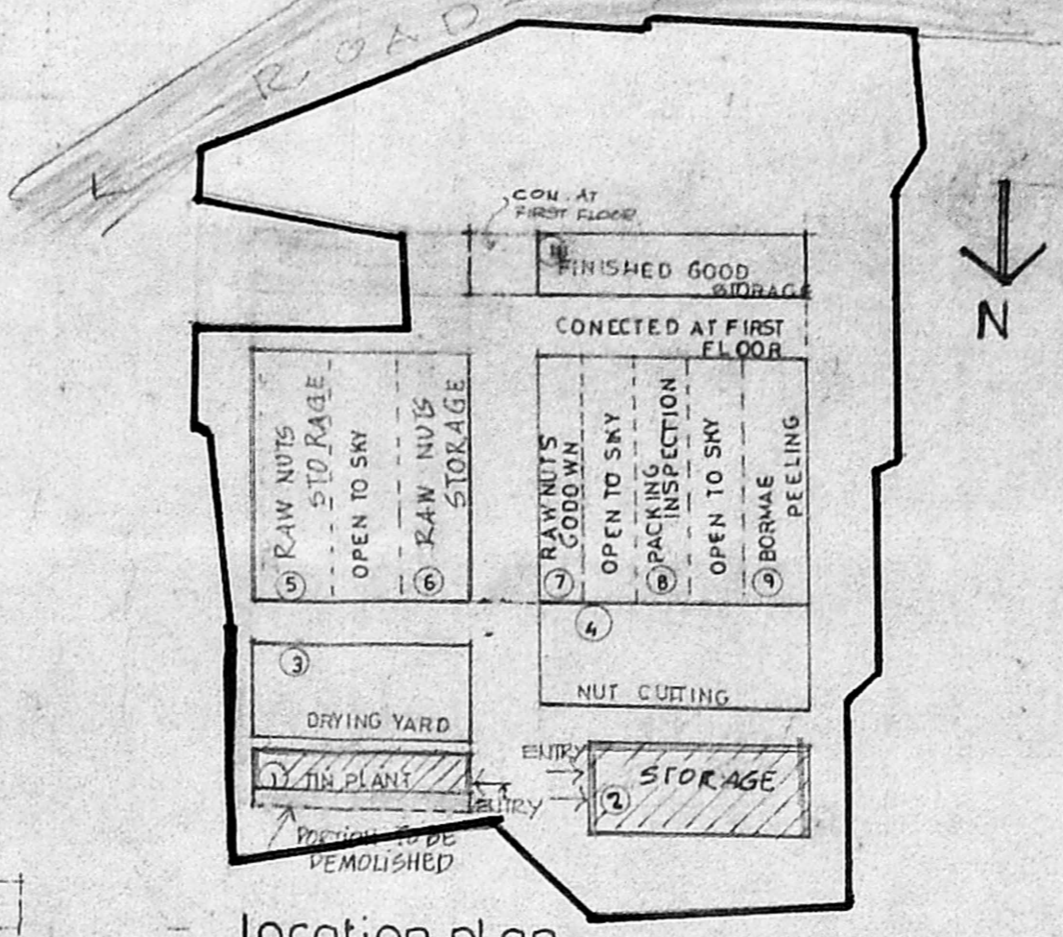 ROAD
CON. AT
FIRST FLOOR
FINISHED GOOD
STORAGE
CONECTED AT FIRST
FLOOR
N
RAW NUTS
STORAGE
5
OPEN TO SKY
RAW NUTS
STORAGE
6
RAW NUTS
GODOWN
7
OPEN TO SKY
PACKING
INSPECTION
8
OPEN TO SKY
BORMAE
PEELING
9
4
NUT CUTTING
3
DRYING YARD
1 TIN PLANT
ENTRY
ENTRY
STORAGE
2
PORTION TO BE
DEMOLISHED
location plan